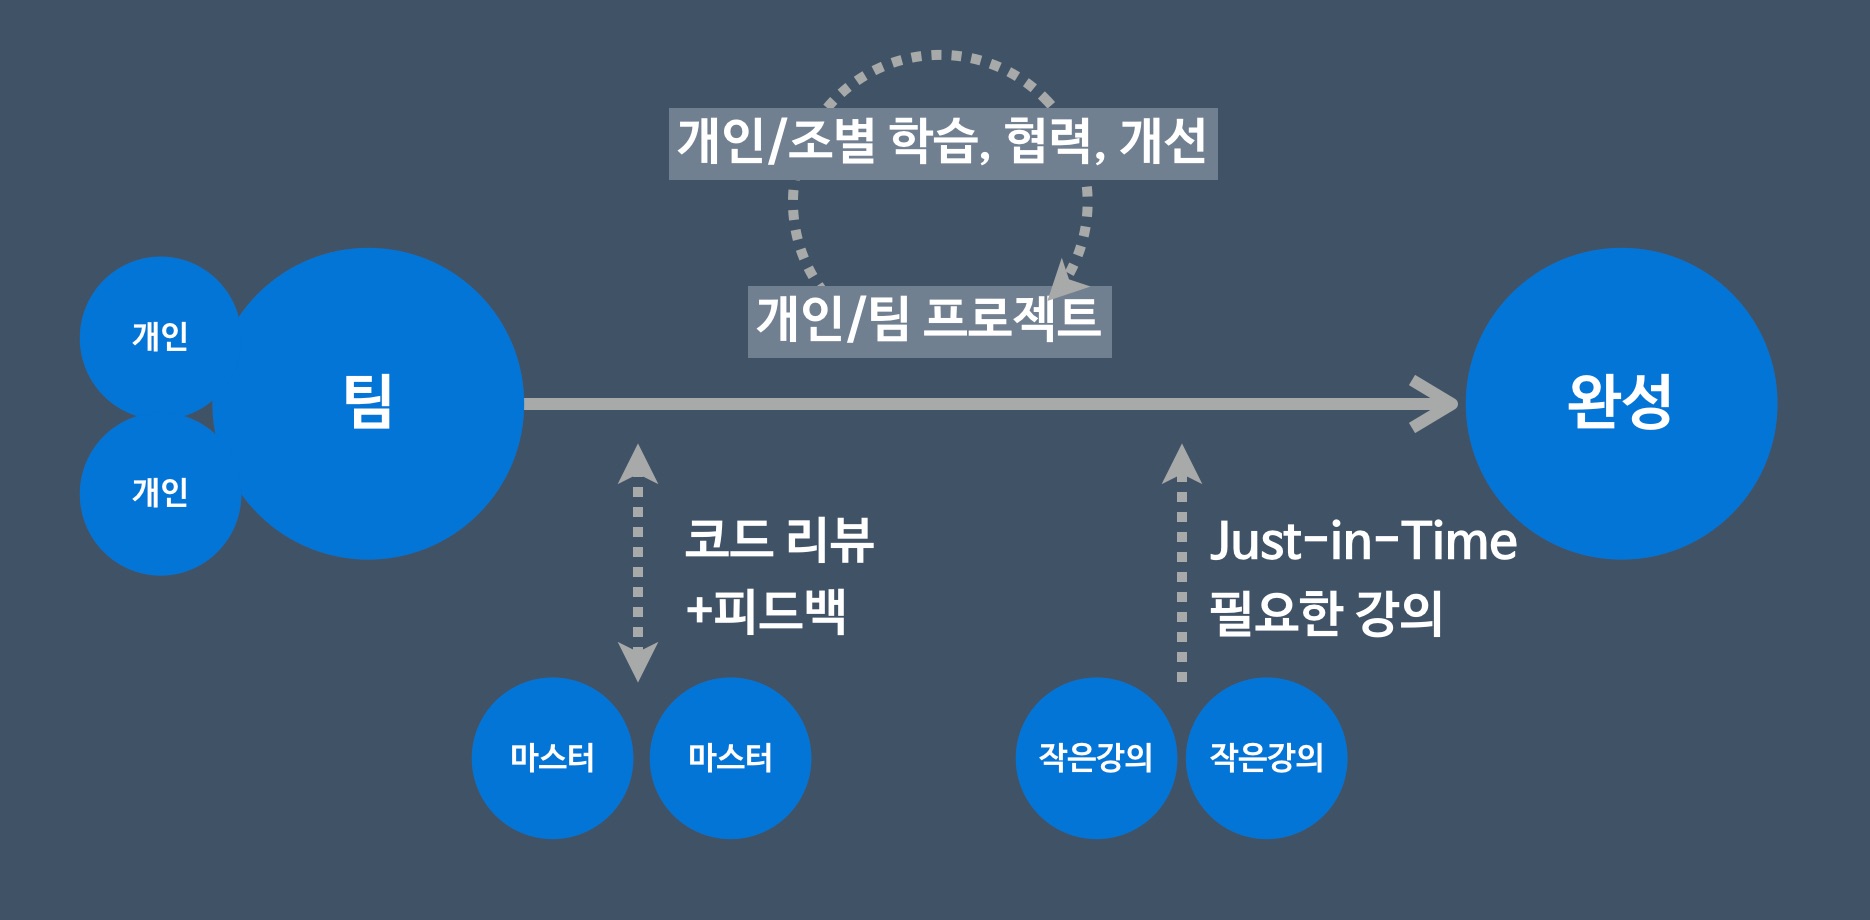 개인/조별 학습, 협력, 개선
개인/팀 프로젝트
개인
팀
개인
완성
코드 리뷰
+피드백
Just-in-Time
필요한 강의
마스터
마스터
작은강의
작은강의